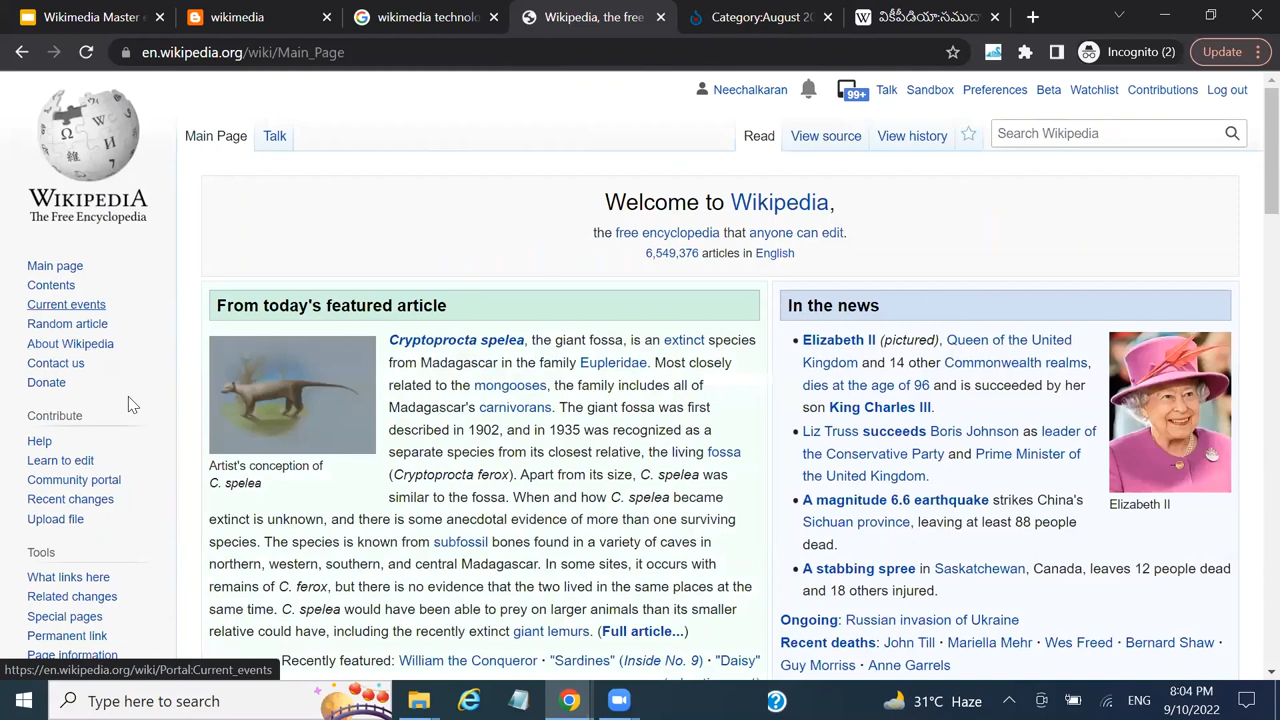 Wikimedia Master
wikimedia
wikimedia technolo
Wikipedia, the free
Category:August 20
వికీపీడియా:సముదా
en.wikipedia.org/wiki/Main_Page
Incognito (2)
Update
Neechalkaran
99+
Talk
Sandbox
Preferences
Beta
Watchlist
Contributions
Log out
Main Page
Talk
Read
View source
View history
Search Wikipedia
WIKIPEDIA
The Free Encyclopedia
Main page
Contents
Current events
Random article
About Wikipedia
Contact us
Donate
Contribute
Help
Learn to edit
Community portal
Recent changes
Upload file
Tools
What links here
Related changes
Special pages
Permanent link
Page information
Welcome to Wikipedia,
the free encyclopedia that anyone can edit.
6,549,376 articles in English
From today's featured article
Artist's conception of
C. spelea
Cryptoprocta spelea, the giant fossa, is an extinct species
from Madagascar in the family Eupleridae. Most closely
related to the mongooses, the family includes all of
Madagascar's carnivorans. The giant fossa was first
described in 1902, and in 1935 was recognized as a
separate species from its closest relative, the living fossa
(Cryptoprocta ferox). Apart from its size, C. spelea was
similar to the fossa. When and how C. spelea became
extinct is unknown, and there is some anecdotal evidence of more than one surviving
species. The species is known from subfossil bones found in a variety of caves in
northern, western, southern, and central Madagascar. In some sites, it occurs with
remains of C. ferox, but there is no evidence that the two lived in the same places at the
same time. C. spelea would have been able to prey on larger animals than its smaller
relative could have, including the recently extinct giant lemurs. (Full article...)
Recently featured: William the Conqueror · "Sardines" (Inside No. 9) · "Daisy"
In the news
Elizabeth II (pictured), Queen of the United
Kingdom and 14 other Commonwealth realms,
dies at the age of 96 and is succeeded by her
son King Charles III.
Liz Truss succeeds Boris Johnson as leader of
the Conservative Party and Prime Minister of
the United Kingdom.
A magnitude 6.6 earthquake strikes China's
Sichuan province, leaving at least 88 people
dead.
A stabbing spree in Saskatchewan, Canada, leaves 12 people dead
and 18 others injured.
Elizabeth II
Ongoing: Russian invasion of Ukraine
Recent deaths: John Till · Mariella Mehr · Wes Freed · Bernard Shaw ·
Guy Morriss · Anne Garrels
https://en.wikipedia.org/wiki/Portal:Current_events
Type here to search
31°C Haze
ENG
8:04 PM
9/10/2022